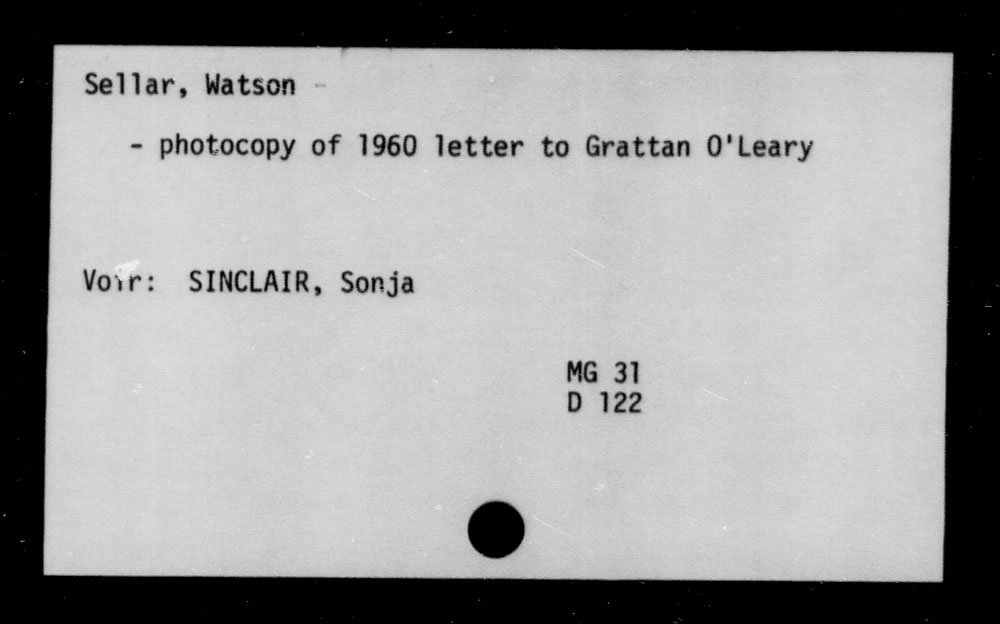 Sellar, Watson -
- photocopy of 1960 letter to Grattan O'Leary
Voir: SINCLAIR, Sonja
MG 31
D 122